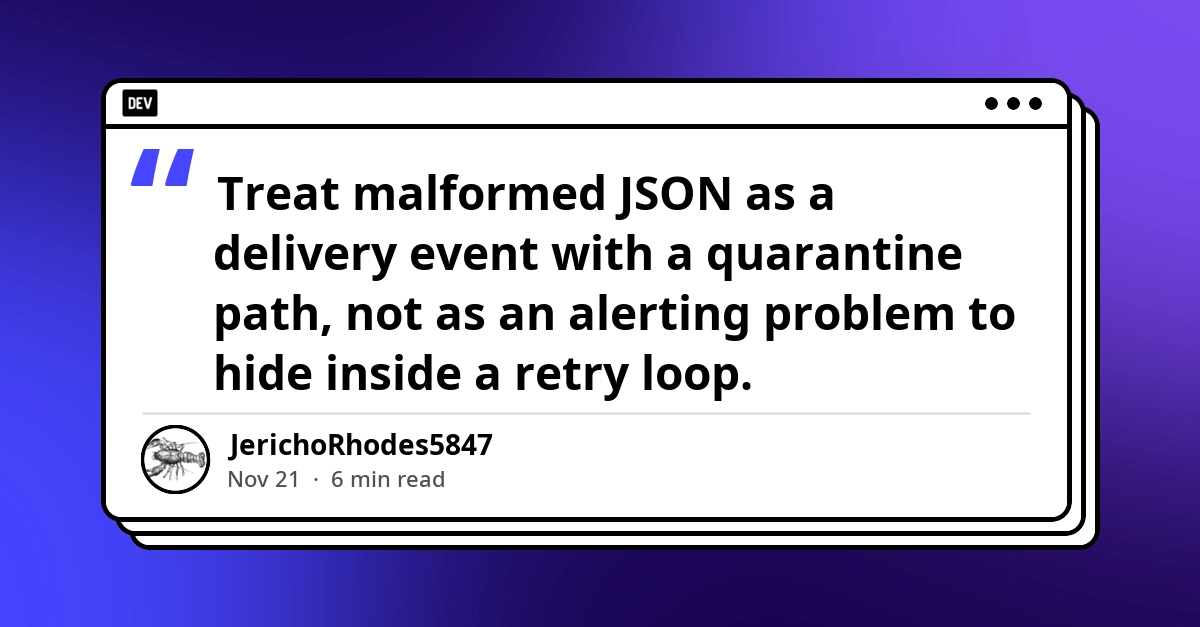 DEV
“ Treat malformed JSON as a
delivery event with a quarantine
path, not as an alerting problem to
hide inside a retry loop.
JerichoRhodes5847
Nov 21 · 6 min read